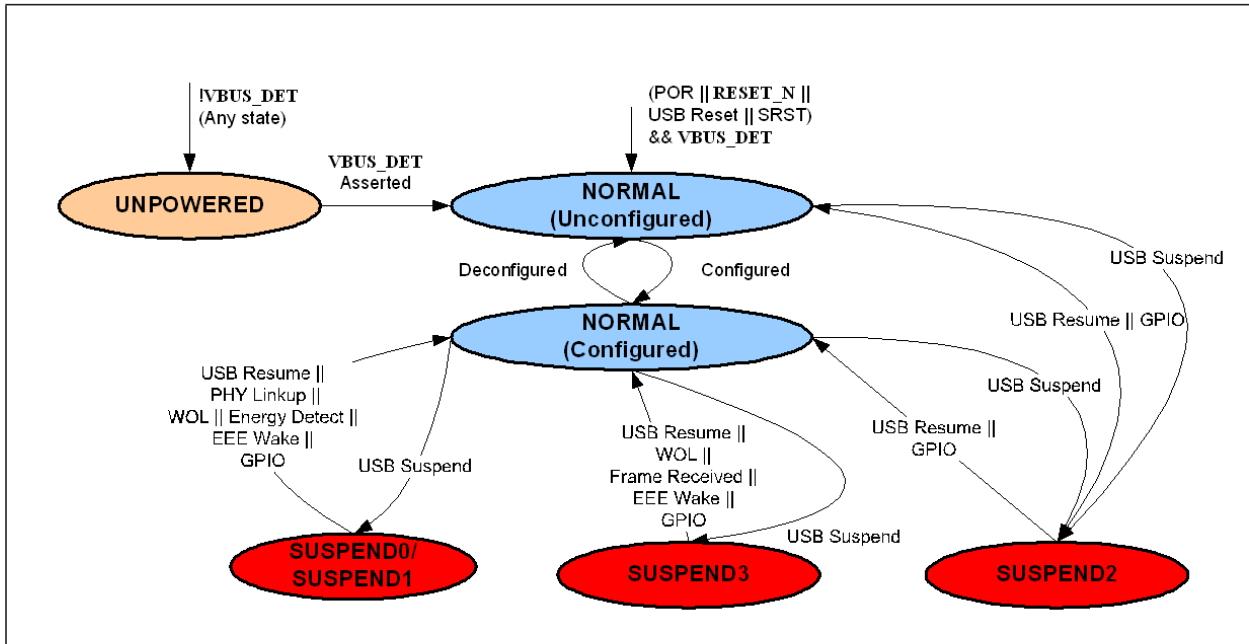 !VBUS_DET
(Any state)
(POR || RESET_N ||
USB Reset || SRST)
&& VBUS_DET
VBUS_DET
Asserted
UNPOWERED
NORMAL
(Unconfigured)
Deconfigured
Configured
USB Suspend
USB Resume || GPIO
NORMAL
(Configured)
USB Resume ||
PHY Linkup ||
WOL || Energy Detect ||
EEE Wake ||
GPIO
USB Suspend
USB Resume ||
WOL ||
Frame Received ||
EEE Wake ||
GPIO
USB Suspend
USB Suspend
USB Resume ||
GPIO
SUSPEND0/
SUSPEND1
SUSPEND3
SUSPEND2